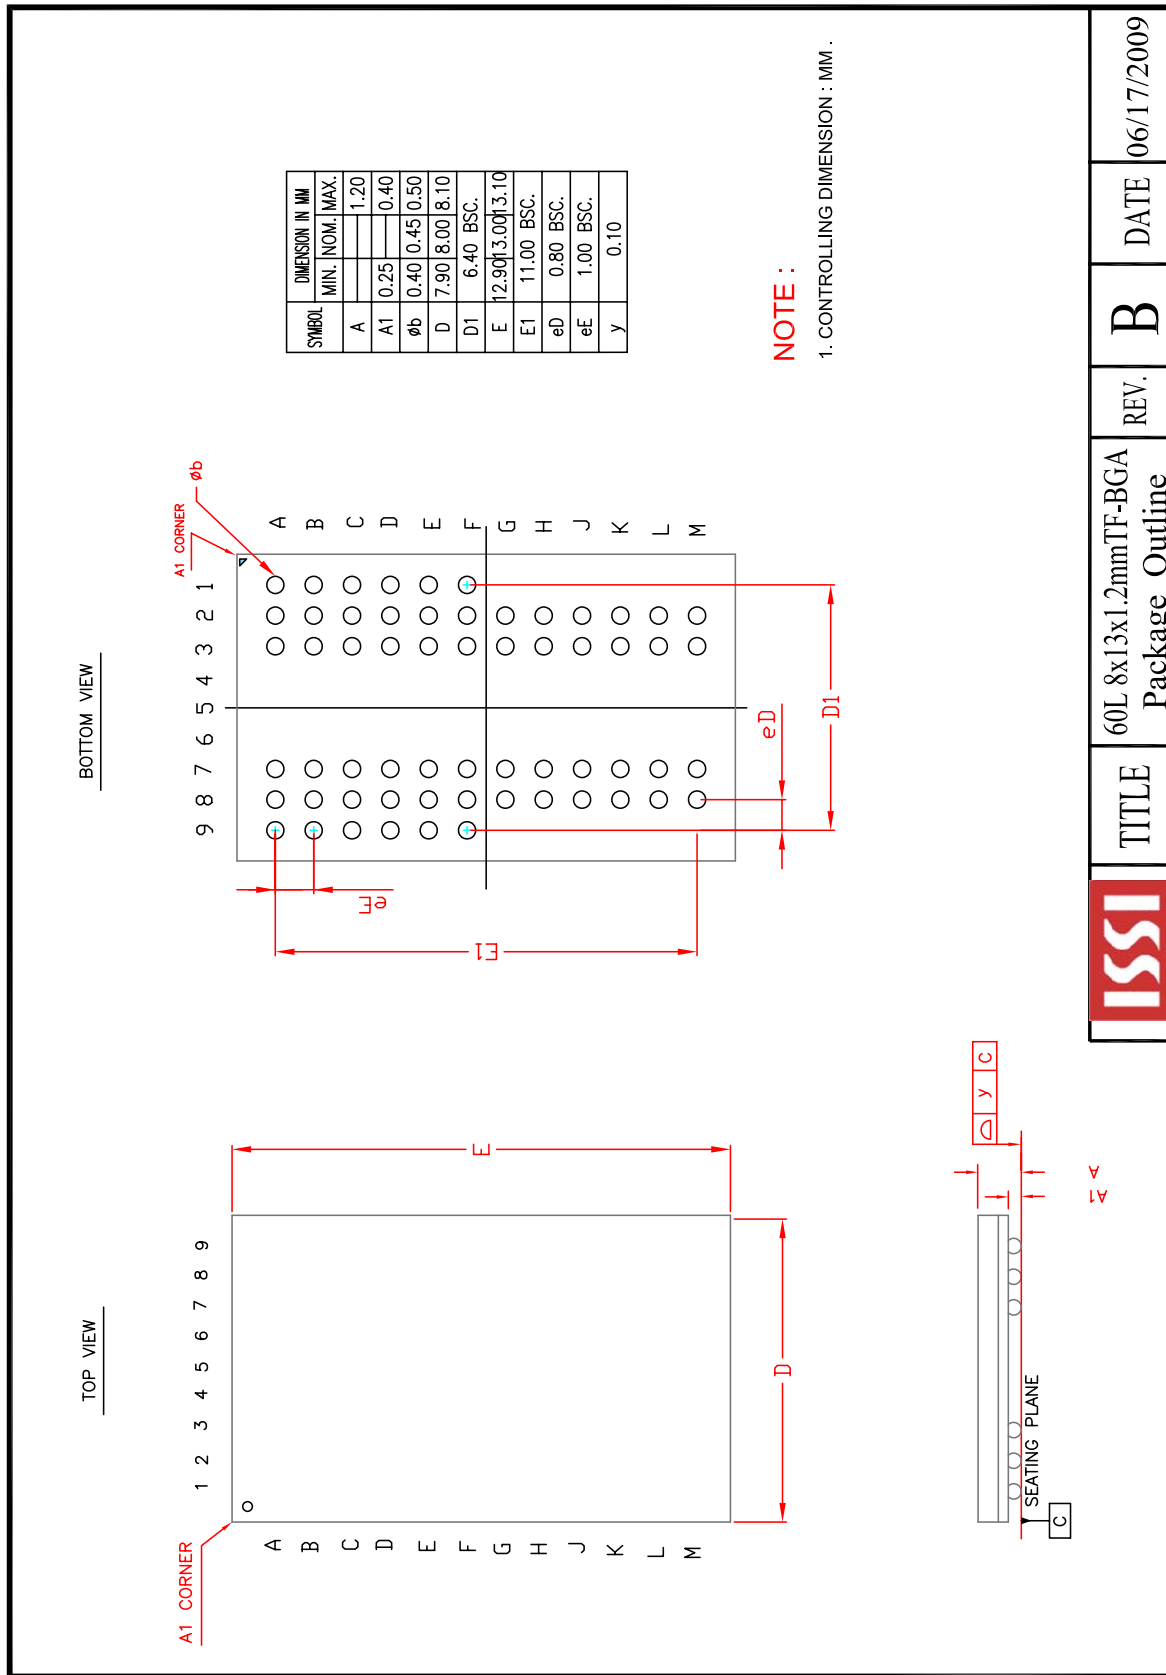 TOP VIEW
BOTTOM VIEW
A1 CORNER
1 2 3 4 5 6 7 8 9
A
B
C
D
E
F
G
H
J
K
L
M
E
D
A1 CORNER
Øb
9 8 7 6 5 4 3 2 1
A
B
C
D
E
F
G
H
J
K
L
M
eE
E1
eD
D1
SYMBOL DIMENSION IN MM
MIN. NOM. MAX.
A 1.20
A1 0.25 0.40
Øb 0.40 0.45 0.50
D 7.90 8.00 8.10
D1 6.40 BSC.
E 12.90 13.00 13.10
E1 11.00 BSC.
eD 0.80 BSC.
eE 1.00 BSC.
y 0.10
NOTE :
1. CONTROLLING DIMENSION : MM .
y C
A
A1
SEATING PLANE
C
ISSI
TITLE
60L 8x13x1.2mmTF-BGA
Package Outline
REV.
B
DATE
06/17/2009